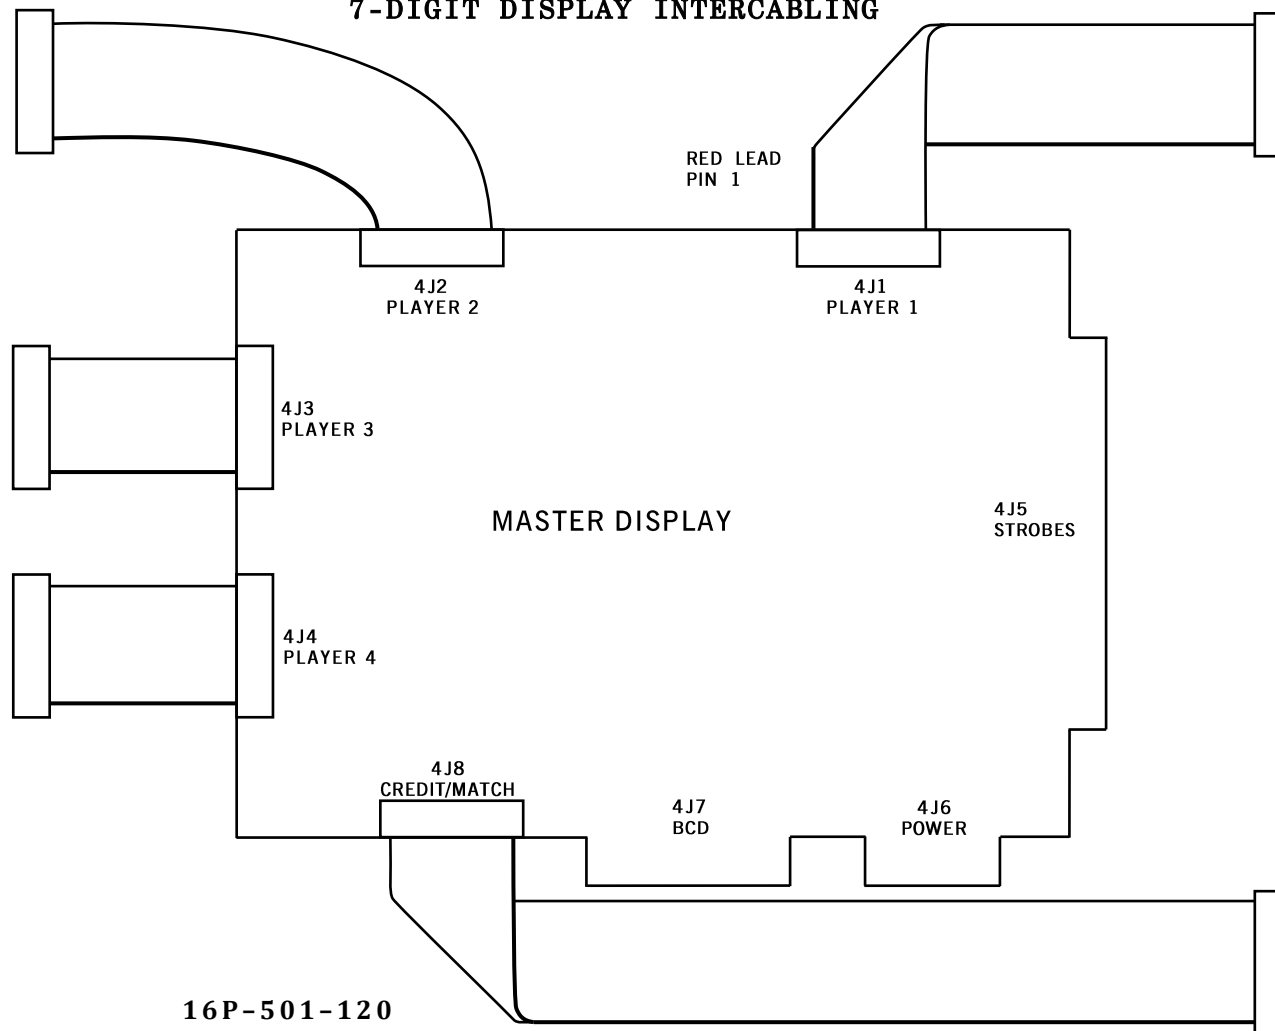 7-DIGIT DISPLAY INTERCABLING
RED LEAD
PIN 1
4J2
PLAYER 2
4J1
PLAYER 1
4J3
PLAYER 3
MASTER DISPLAY
4J5
STROBES
4J4
PLAYER 4
4J8
CREDIT/MATCH
4J7
BCD
4J6
POWER
16P-501-120